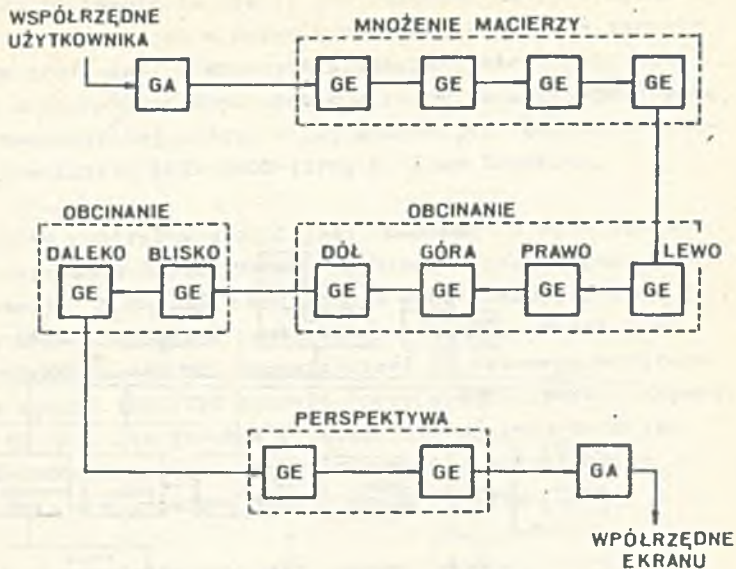 WSPÓŁRZĘDNE
UŻYTKOWNIKA
MNOŻENIE MACIERZY
GA
GE GE GE GE
OBCINANIE
OBCINANIE
DALEKO BLISKO
DÓŁ GÓRA PRAWO LEWO
GE GE
GE GE GE GE
PERSPEKTYWA
GE GE
GA
WPÓŁRZĘDNE
EKRANU